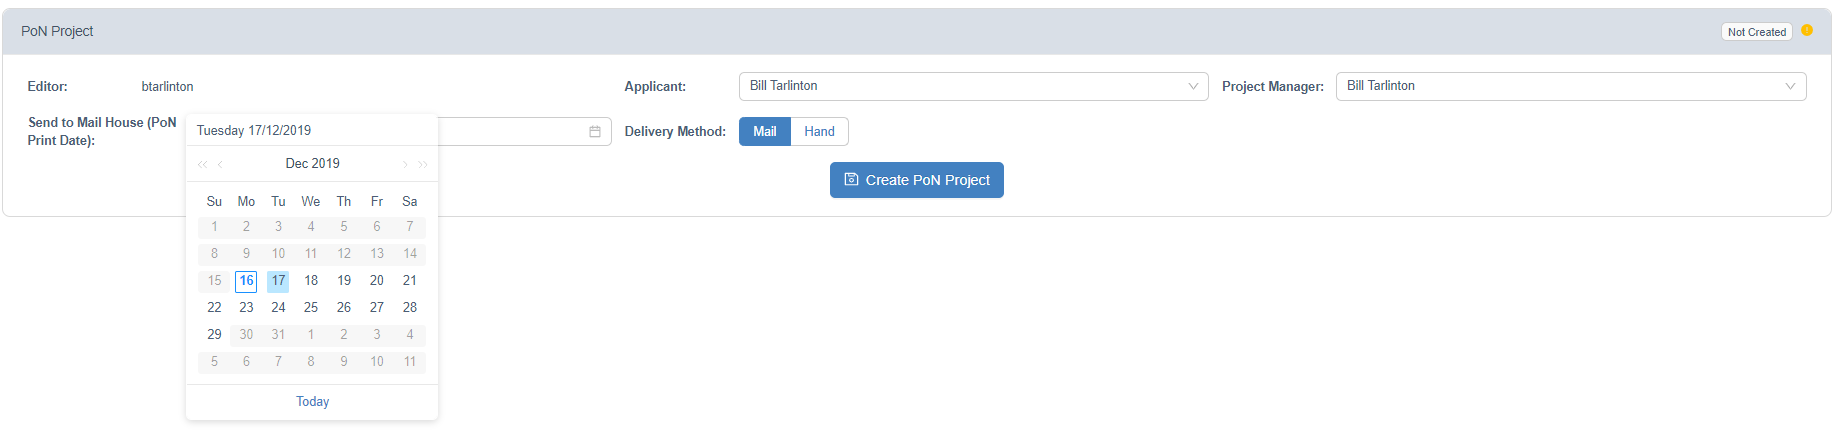 PoN Project
Not Created
Editor: btarlinton
Applicant: Bill Tarlinton
Project Manager: Bill Tarlinton
Send to Mail House (PoN
Print Date):
Tuesday 17/12/2019
Delivery Method: Mail Hand
Dec 2019
Create PoN Project
Su Mo Tu We Th Fr Sa
1 2 3 4 5 6 7
8 9 10 11 12 13 14
15 16 17 18 19 20 21
22 23 24 25 26 27 28
29 30 31 1 2 3 4
5 6 7 8 9 10 11
Today